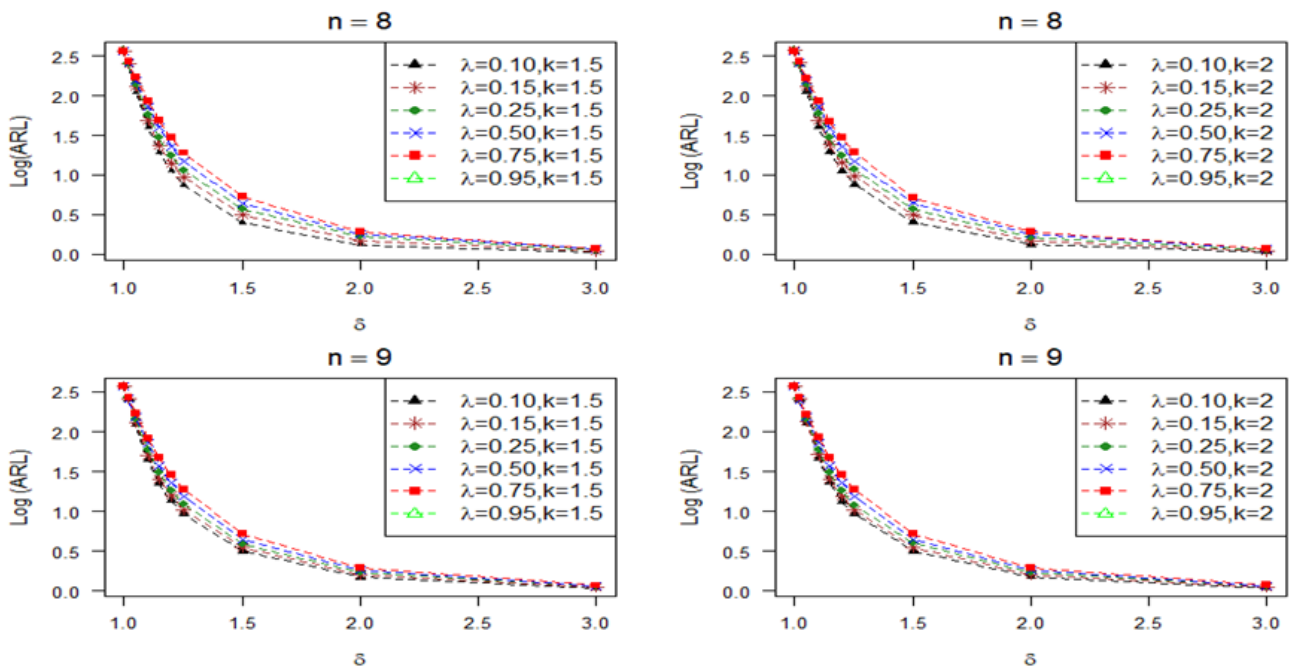 n = 8
Log(ARL)
2.5
2.0
1.5
1.0
0.5
0.0
λ=0.10,k=1.5
λ=0.15,k=1.5
λ=0.25,k=1.5
λ=0.50,k=1.5
λ=0.75,k=1.5
λ=0.95,k=1.5
1.0 1.5 2.0 2.5 3.0
δ
n = 8
Log (ARL)
2.5
2.0
1.5
1.0
0.5
0.0
λ=0.10,k=2
λ=0.15,k=2
λ=0.25,k=2
λ=0.50,k=2
λ=0.75,k=2
λ=0.95,k=2
1.0 1.5 2.0 2.5 3.0
δ
n = 9
Log (ARL)
2.5
2.0
1.5
1.0
0.5
0.0
λ=0.10,k=1.5
λ=0.15,k=1.5
λ=0.25,k=1.5
λ=0.50,k=1.5
λ=0.75,k=1.5
λ=0.95,k=1.5
1.0 1.5 2.0 2.5 3.0
δ
n = 9
Log (ARL)
2.5
2.0
1.5
1.0
0.5
0.0
λ=0.10,k=2
λ=0.15,k=2
λ=0.25,k=2
λ=0.50,k=2
λ=0.75,k=2
λ=0.95,k=2
1.0 1.5 2.0 2.5 3.0
δ